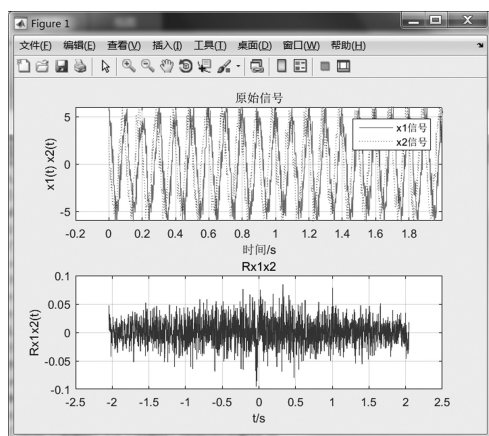 Figure 1
文件(F) 编辑(E) 查看(V) 插入(I) 工具(T) 桌面(D) 窗口(W) 帮助(H)
原始信号
x1(t) x2(t)
5
0
-5
x1信号
x2信号
-0.2 0 0.2 0.4 0.6 0.8 1 1.2 1.4 1.6 1.8
时间/s
Rx1x2
Rx1x2(t)
0.1
0.05
0
-0.05
-0.1
-2.5 -2 -1.5 -1 -0.5 0 0.5 1 1.5 2 2.5
t/s